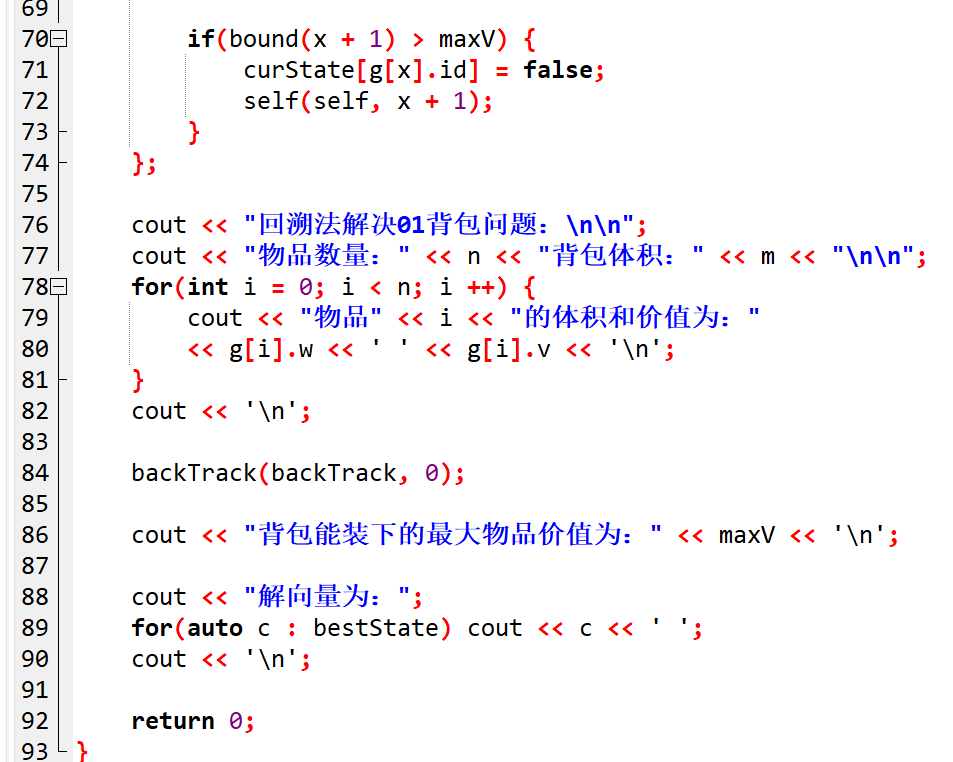 69
70 if(bound(x + 1) > maxV) {
71 curState[g[x].id] = false;
72 self(self, x + 1);
73 }
74 };
75
76 cout << "回溯法解决01背包问题：\n\n";
77 cout << "物品数量：" << n << "背包体积：" << m << "\n\n";
78 for(int i = 0; i < n; i ++) {
79 cout << "物品" << i << "的体积和价值为："
80 << g[i].w << ' ' << g[i].v << '\n';
81 }
82 cout << '\n';
83
84 backTrack(backTrack, 0);
85
86 cout << "背包能装下的最大物品价值为：" << maxV << '\n';
87
88 cout << "解向量为：";
89 for(auto c : bestState) cout << c << ' ';
90 cout << '\n';
91
92 return 0;
93 }